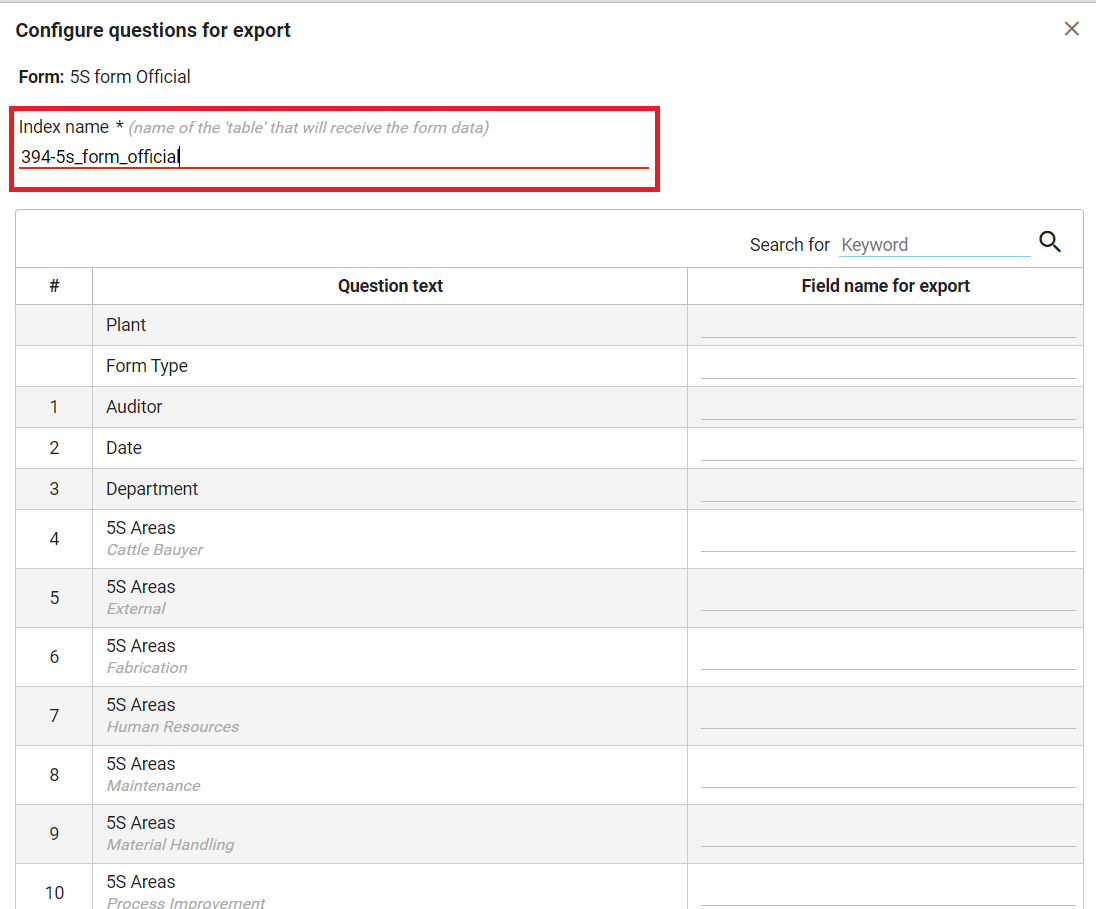 Configure questions for export
Form: 5S form Official
Index name * (name of the 'table' that will receive the form data)
394-5s_form_official
Search for Keyword
# Question text Field name for export
Plant
Form Type
1 Auditor
2 Date
3 Department
4 5S Areas
Cattle Bauyer
5 5S Areas
External
6 5S Areas
Fabrication
7 5S Areas
Human Resources
8 5S Areas
Maintenance
9 5S Areas
Material Handling
10 5S Areas
Process Improvement